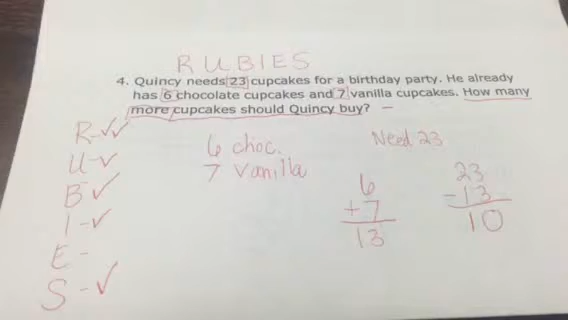 RUBIES
4. Quincy needs 23 cupcakes for a birthday party. He already
has 6 chocolate cupcakes and 7 vanilla cupcakes. How many
more cupcakes should Quincy buy? –
R-✓✓
U-✓
B-✓
I-✓
E-
S-✓
6 choc.
7 vanilla
Need 23
6
+7
13
23
-13
10